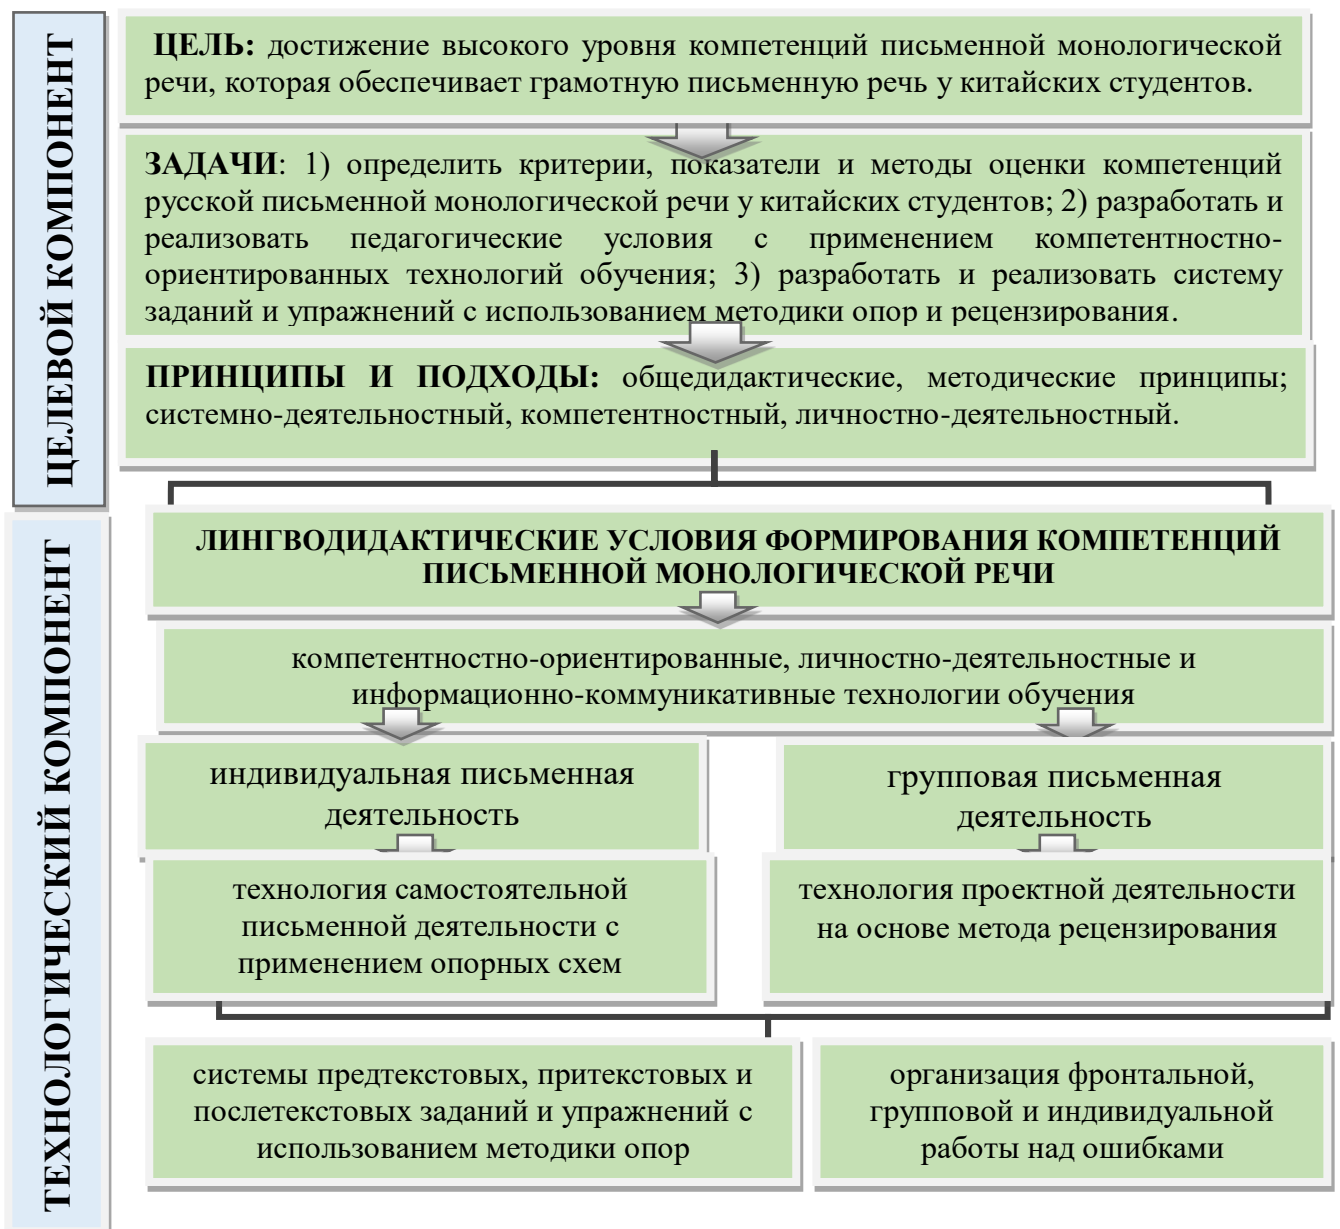 ЦЕЛЕВОЙ КОМПОНЕНТ
ЦЕЛЬ: достижение высокого уровня компетенций письменной монологической
речи, которая обеспечивает грамотную письменную речь у китайских студентов.
ЗАДАЧИ: 1) определить критерии, показатели и методы оценки компетенций
русской письменной монологической речи у китайских студентов; 2) разработать и
реализовать педагогические условия с применением компетентностно-
ориентированных технологий обучения; 3) разработать и реализовать систему
заданий и упражнений с использованием методики опор и рецензирования.
ПРИНЦИПЫ И ПОДХОДЫ: общедидактические, методические принципы;
системно-деятельностный, компетентностный, личностно-деятельностный.
ТЕХНОЛОГИЧЕСКИЙ КОМПОНЕНТ
ЛИНГВОДИДАКТИЧЕСКИЕ УСЛОВИЯ ФОРМИРОВАНИЯ КОМПЕТЕНЦИЙ
ПИСЬМЕННОЙ МОНОЛОГИЧЕСКОЙ РЕЧИ
компетентностно-ориентированные, личностно-деятельностные и
информационно-коммуникативные технологии обучения
индивидуальная письменная
деятельность
групповая письменная
деятельность
технология самостоятельной
письменной деятельности с
применением опорных схем
технология проектной деятельности
на основе метода рецензирования
системы предтекстовых, притекстовых и
послетекстовых заданий и упражнений с
использованием методики опор
организация фронтальной,
групповой и индивидуальной
работы над ошибками